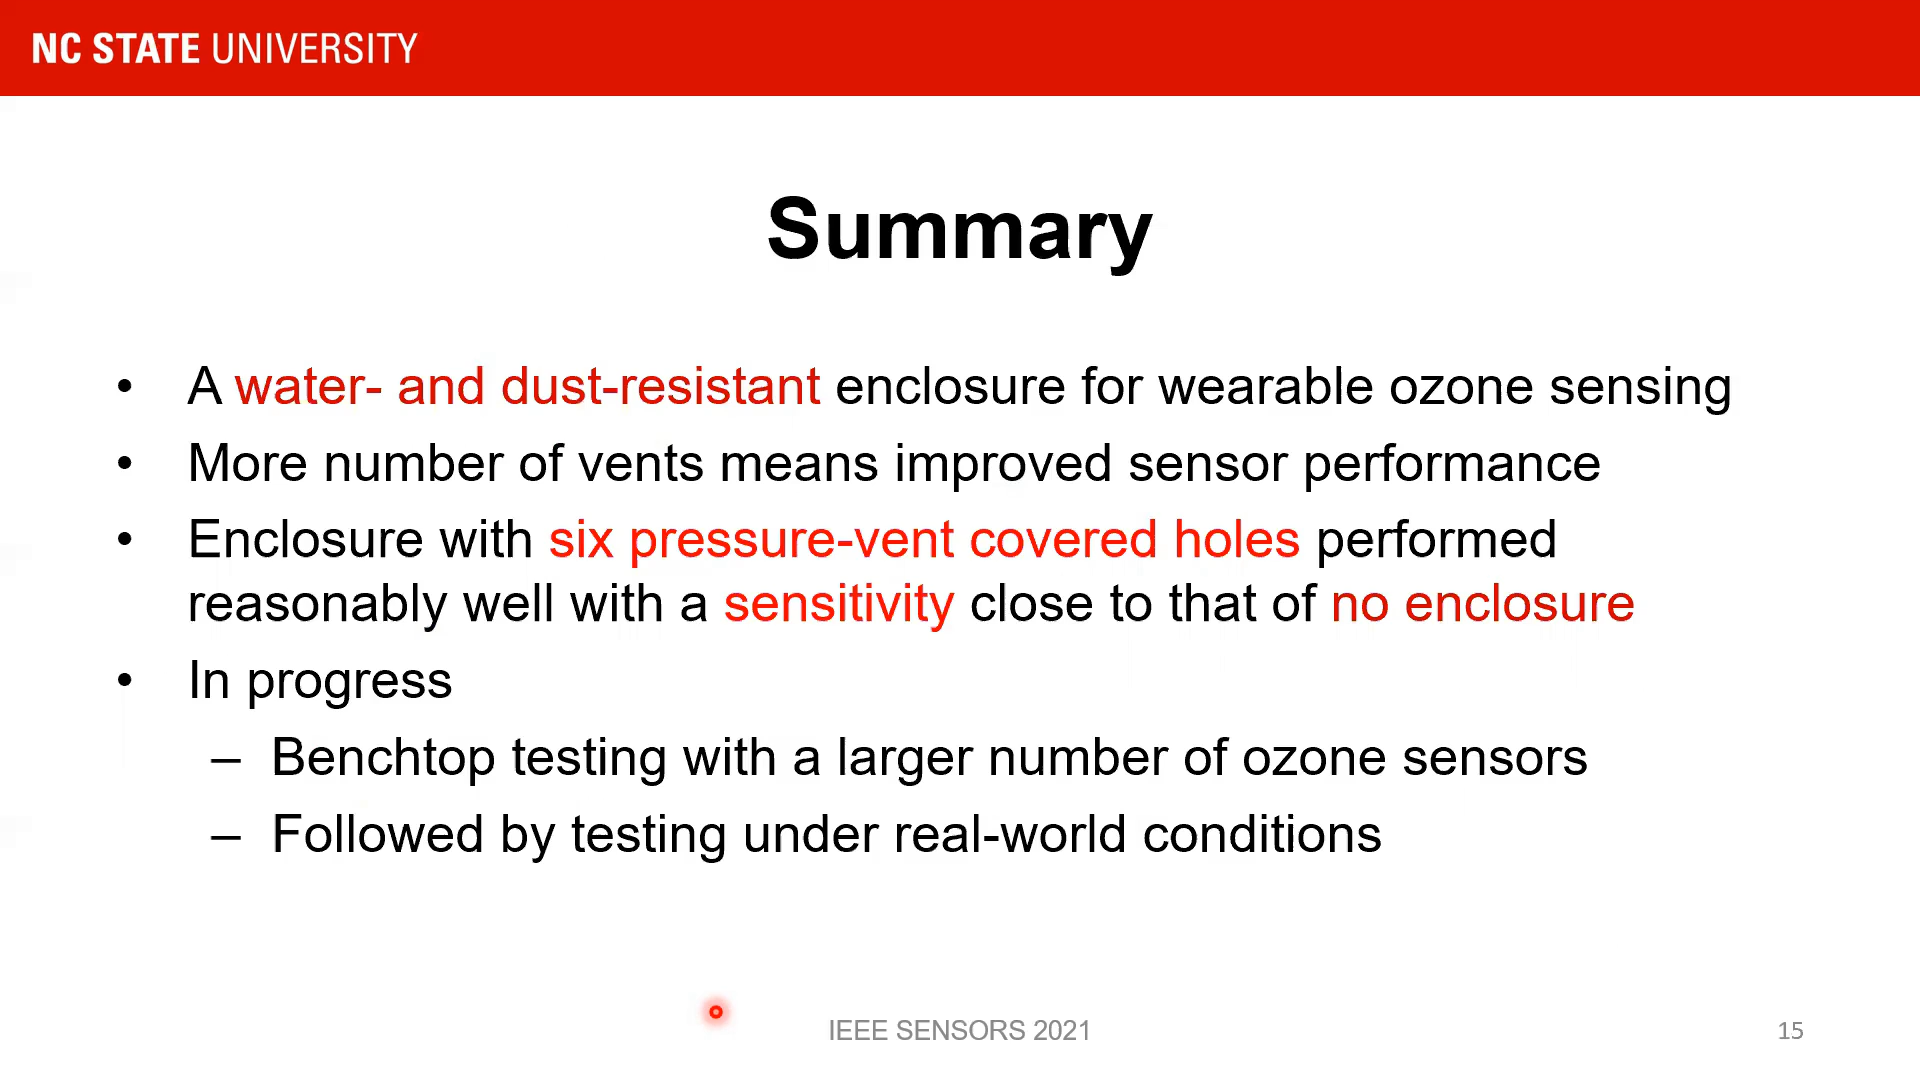 NC STATE UNIVERSITY
Summary
• A water- and dust-resistant enclosure for wearable ozone sensing
• More number of vents means improved sensor performance
• Enclosure with six pressure-vent covered holes performed
reasonably well with a sensitivity close to that of no enclosure
• In progress
– Benchtop testing with a larger number of ozone sensors
– Followed by testing under real-world conditions
IEEE SENSORS 2021
15